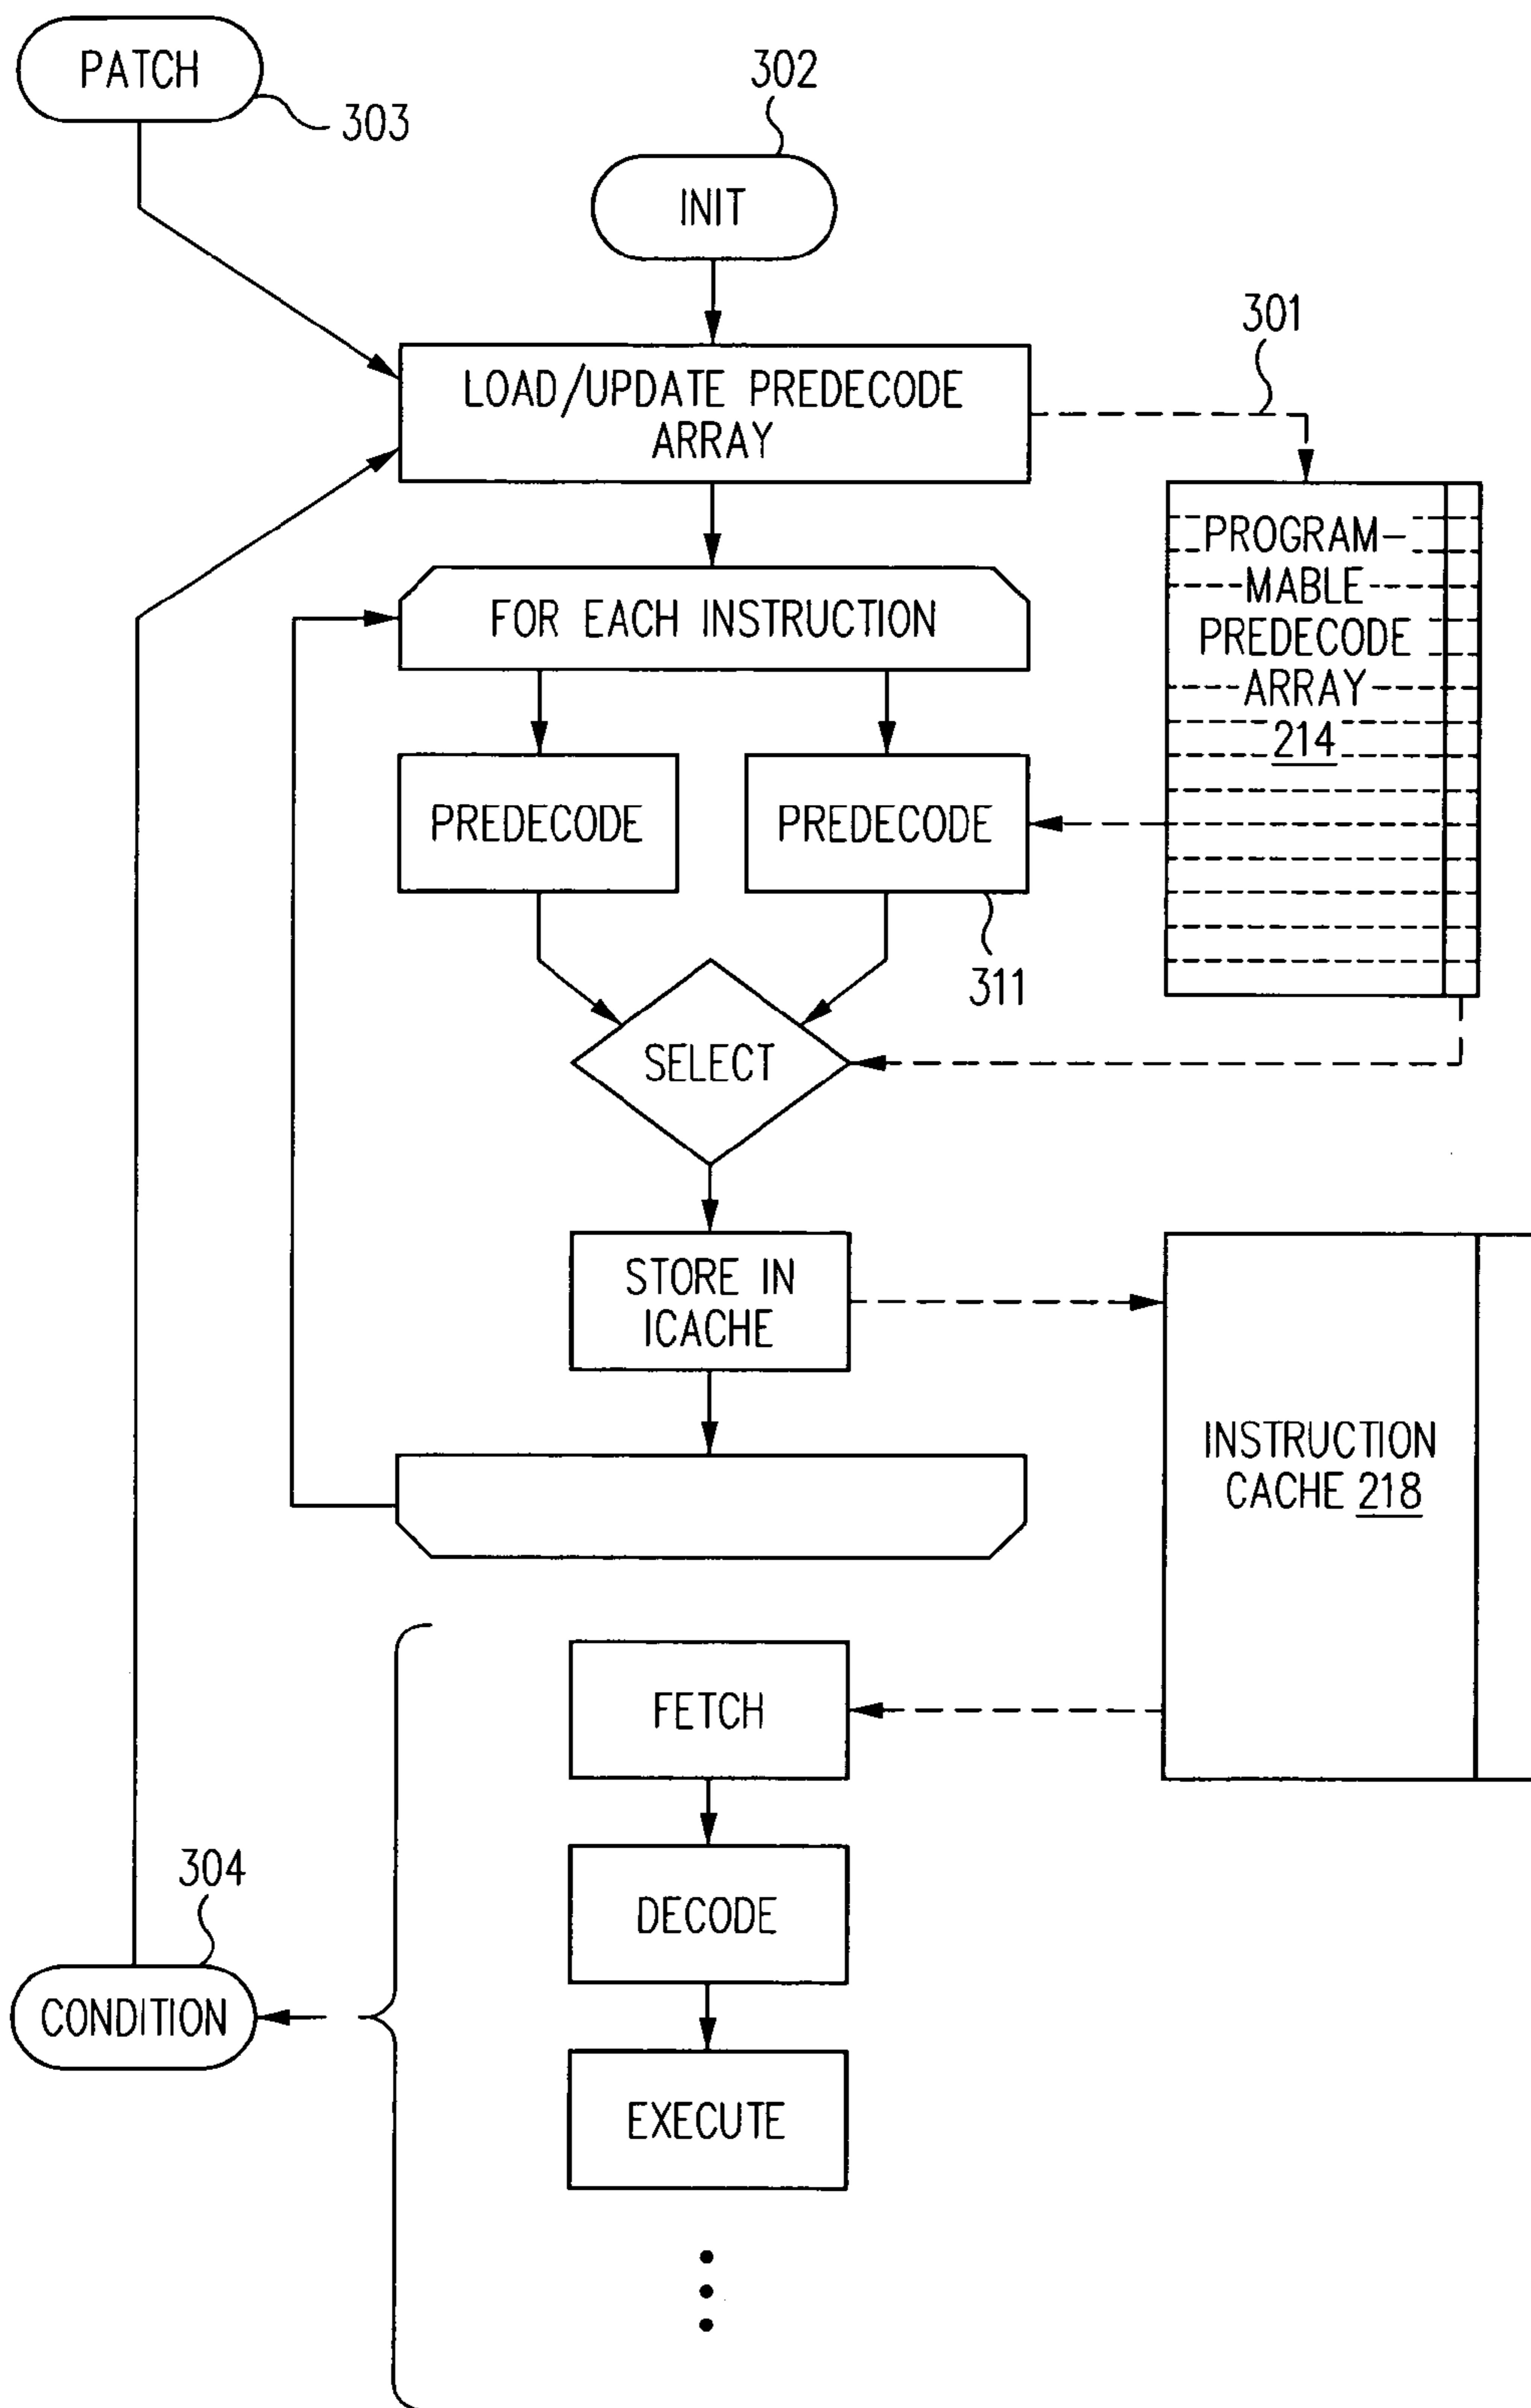 PATCH
303
302
INIT
301
LOAD/UPDATE PREDECODE
ARRAY
PROGRAM-
MABLE
PREDECODE
ARRAY
214
FOR EACH INSTRUCTION
PREDECODE
PREDECODE
311
SELECT
STORE IN
ICACHE
INSTRUCTION
CACHE 218
FETCH
304
DECODE
CONDITION
EXECUTE